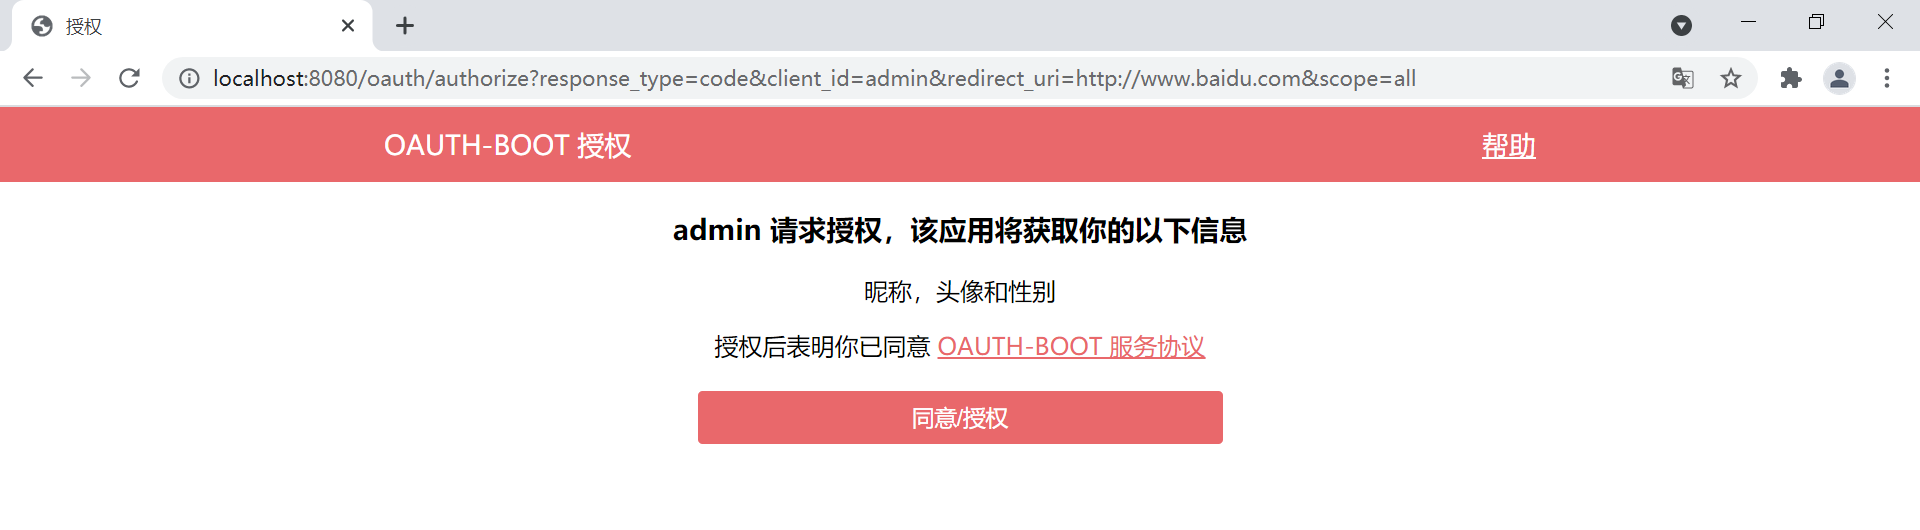 授权
localhost:8080/oauth/authorize?response_type=code&client_id=admin&redirect_uri=http://www.baidu.com&scope=all
OAUTH-BOOT 授权
帮助
admin 请求授权，该应用将获取你的以下信息
昵称，头像和性别
授权后表明你已同意 OAUTH-BOOT 服务协议
同意/授权